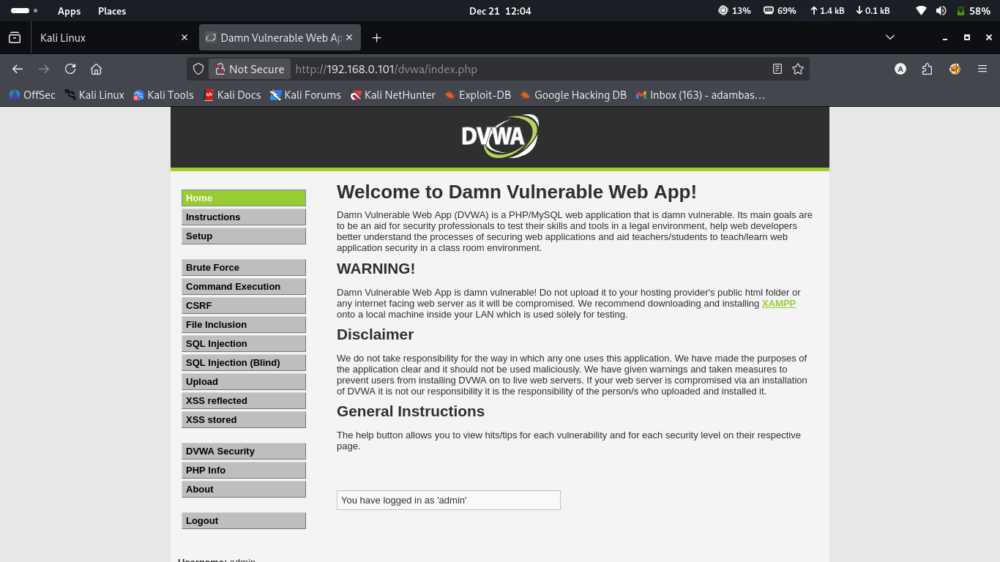 Apps Places Dec 21 12:04 13% 69% 1.4 kB 0.1 kB 58%
Kali Linux Damn Vulnerable Web Ap
Not Secure http://192.168.0.101/dvwa/index.php A
OffSec Kali Linux Kali Tools Kali Docs Kali Forums Kali NetHunter Exploit-DB Google Hacking DB Inbox (163) - adambas…
DVWA
Home
Instructions
Setup
Brute Force
Command Execution
CSRF
File Inclusion
SQL Injection
SQL Injection (Blind)
Upload
XSS reflected
XSS stored
DVWA Security
PHP Info
About
Logout
Username: admin
Welcome to Damn Vulnerable Web App!
Damn Vulnerable Web App (DVWA) is a PHP/MySQL web application that is damn vulnerable. Its main goals are
to be an aid for security professionals to test their skills and tools in a legal environment, help web developers
better understand the processes of securing web applications and aid teachers/students to teach/learn web
application security in a class room environment.
WARNING!
Damn Vulnerable Web App is damn vulnerable! Do not upload it to your hosting provider's public html folder or
any internet facing web server as it will be compromised. We recommend downloading and installing XAMPP
onto a local machine inside your LAN which is used solely for testing.
Disclaimer
We do not take responsibility for the way in which any one uses this application. We have made the purposes of
the application clear and it should not be used maliciously. We have given warnings and taken measures to
prevent users from installing DVWA on to live web servers. If your web server is compromised via an installation
of DVWA it is not our responsibility it is the responsibility of the person/s who uploaded and installed it.
General Instructions
The help button allows you to view hits/tips for each vulnerability and for each security level on their respective
page.
You have logged in as 'admin'